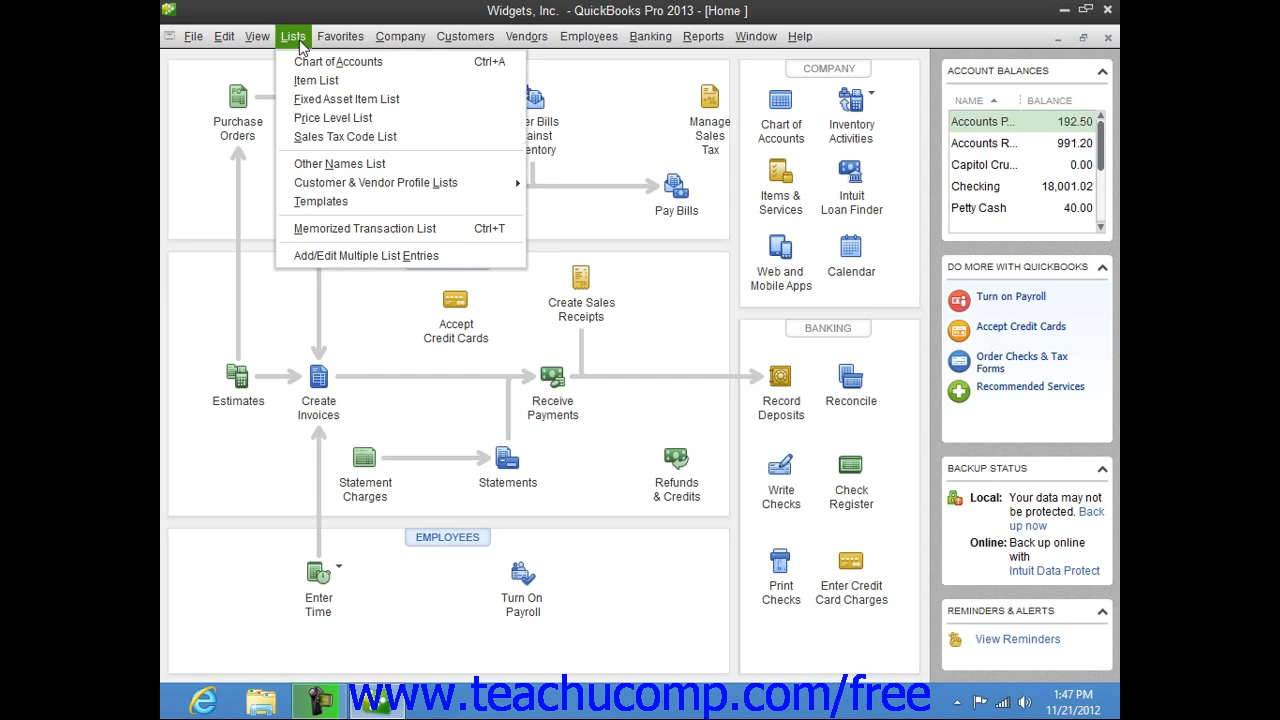 Widgets, Inc. - QuickBooks Pro 2013 - [Home ]
File Edit View Lists Favorites Company Customers Vendors Employees Banking Reports Window Help
Chart of Accounts Ctrl+A
Item List
Fixed Asset Item List
Price Level List
Sales Tax Code List
Other Names List
Customer & Vendor Profile Lists
Templates
Memorized Transaction List Ctrl+T
Add/Edit Multiple List Entries
Purchase
Orders
Bills
Manage
Sales
Tax
Pay Bills
Accept
Credit Cards
Create Sales
Receipts
Estimates
Create
Invoices
Receive
Payments
Statement
Charges
Statements
Refunds
& Credits
EMPLOYEES
Enter
Time
Turn On
Payroll
COMPANY
Chart of
Accounts
Inventory
Activities
Items &
Services
Intuit
Loan Finder
Web and
Mobile Apps
Calendar
BANKING
Record
Deposits
Reconcile
Write
Checks
Check
Register
Print
Checks
Enter Credit
Card Charges
ACCOUNT BALANCES
NAME BALANCE
Accounts P... 192.50
Accounts R... 991.20
Capitol Cru... 0.00
Checking 18,001.02
Petty Cash 40.00
DO MORE WITH QUICKBOOKS
Turn on Payroll
Accept Credit Cards
Order Checks & Tax
Forms
Recommended Services
BACKUP STATUS
Local: Your data may not
be protected. Back
up now
Online: Back up online
with
Intuit Data Protect
REMINDERS & ALERTS
View Reminders
www.teachucomp.com/free
1:47 PM
11/21/2012